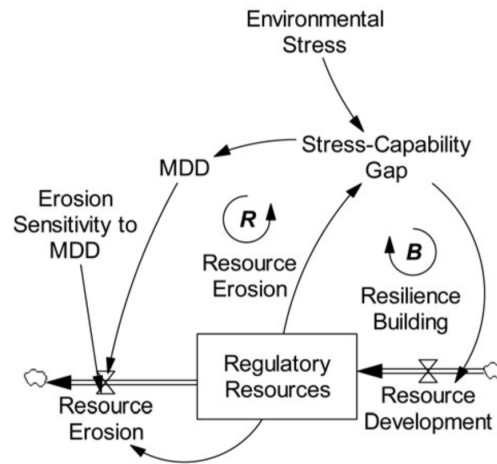 Environmental
Stress
Stress-Capability
Gap
MDD
Erosion
Sensitivity to
MDD
R
Resource
Erosion
B
Resilience
Building
Regulatory
Resources
Resource
Erosion
Resource
Development